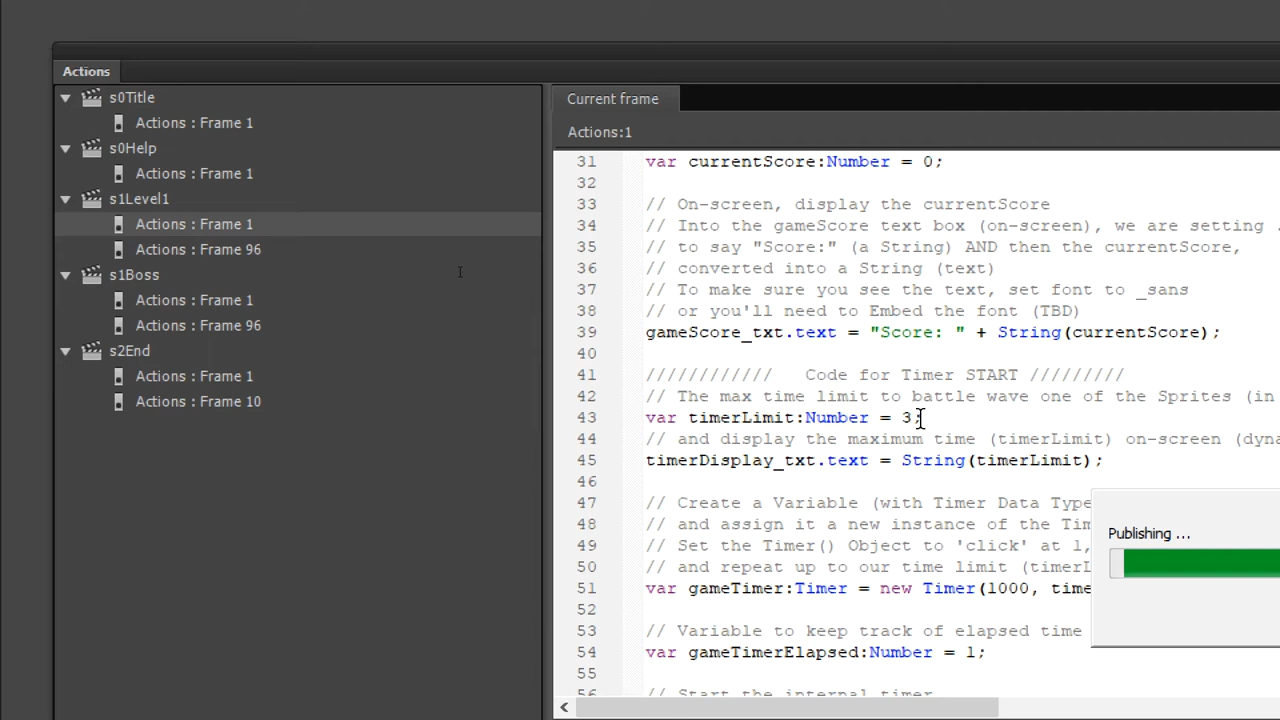 Actions
s0Title
Actions : Frame 1
s0Help
Actions : Frame 1
s1Level1
Actions : Frame 1
Actions : Frame 96
s1Boss
Actions : Frame 1
Actions : Frame 96
s2End
Actions : Frame 1
Actions : Frame 10
Current frame
Actions:1
31 var currentScore:Number = 0;
32
33 // On-screen, display the currentScore
34 // Into the gameScore text box (on-screen), we are setting .
35 // to say "Score:" (a String) AND then the currentScore,
36 // converted into a String (text)
37 // To make sure you see the text, set font to _sans
38 // or you'll need to Embed the font (TBD)
39 gameScore_txt.text = "Score: " + String(currentScore);
40
41 //////////// Code for Timer START /////////
42 // The max time limit to battle wave one of the Sprites (in
43 var timerLimit:Number = 3;
44 // and display the maximum time (timerLimit) on-screen (dyna
45 timerDisplay_txt.text = String(timerLimit);
46
47 // Create a Variable (with Timer Data Type
48 // and assign it a new instance of the Tim
49 // Set the Timer() Object to 'click' at 1,
50 // and repeat up to our time limit (timerL
51 var gameTimer:Timer = new Timer(1000, time
52
53 // Variable to keep track of elapsed time
54 var gameTimerElapsed:Number = 1;
55
56 // Start the internal timer
Publishing ...